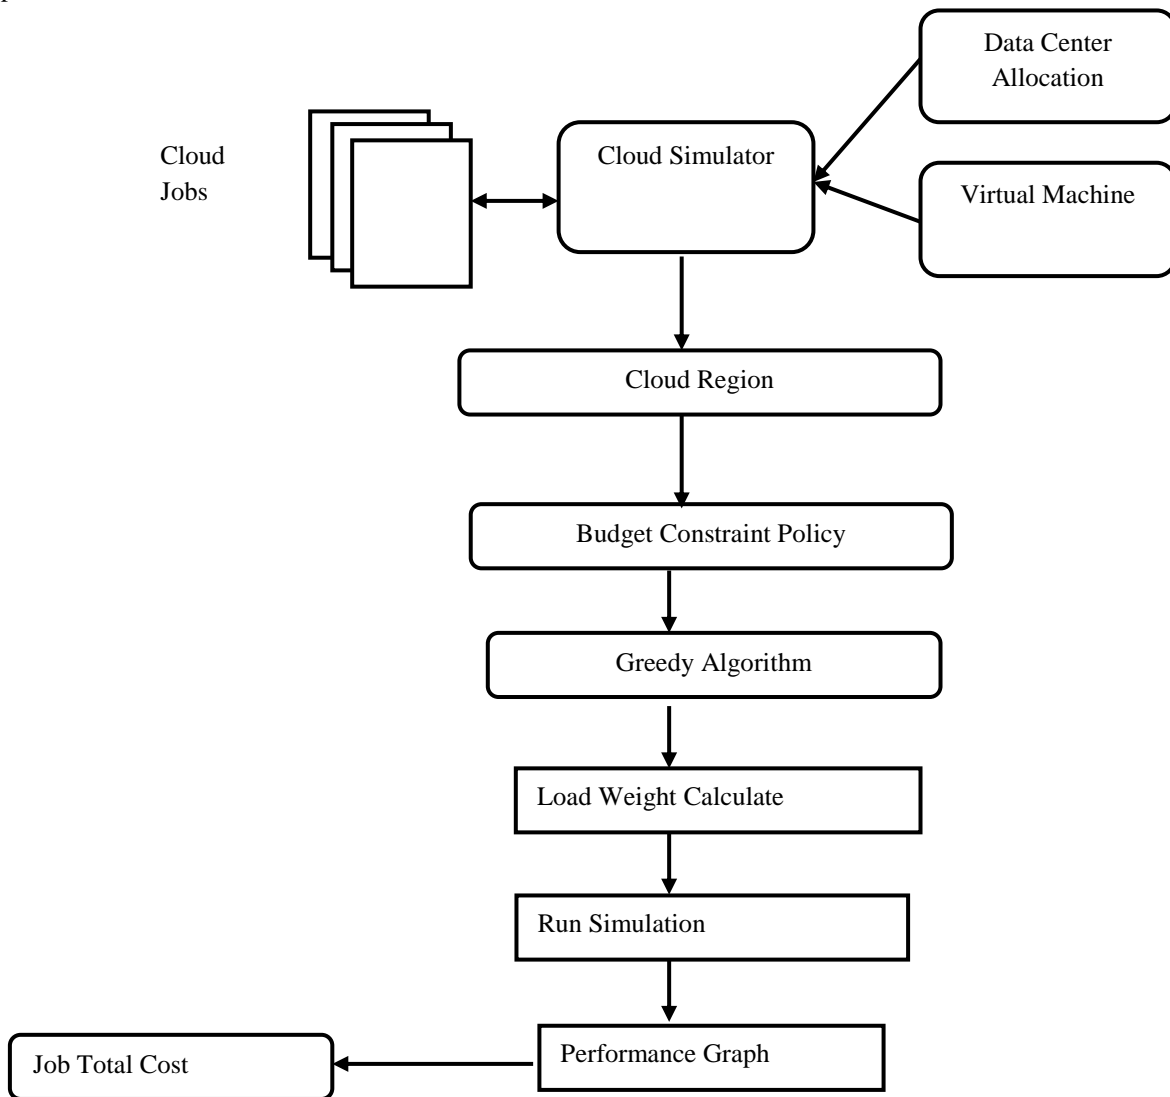 Data Center
Allocation
Cloud
Jobs
Cloud Simulator
Virtual Machine
Cloud Region
Budget Constraint Policy
Greedy Algorithm
Load Weight Calculate
Run Simulation
Performance Graph
Job Total Cost